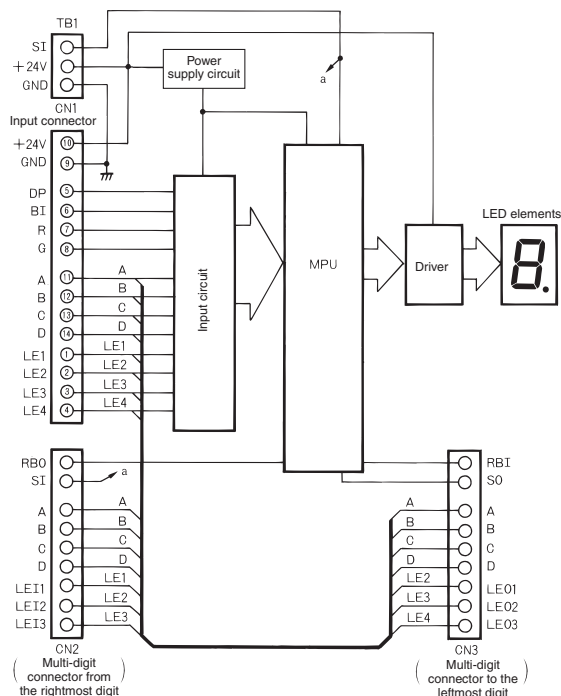 TB1
SI
+24V
GND
Power
supply circuit
a
CN1
Input connector
+24V
10
GND
9
DP
5
BI
6
R
7
G
8
A
11
A
B
12
B
C
13
C
D
14
D
LE1
1
LE1
LE2
2
LE2
LE3
3
LE3
LE4
4
LE4
Input circuit
MPU
Driver
LED elements
8.
RBO
SI
a
A
A
B
B
C
C
D
D
LEI1
LE1
LEI2
LE2
LEI3
LE3
CN2
( Multi-digit )
connector from
the rightmost digit
RBI
SO
A
A
B
B
C
C
D
D
LE2
LEO1
LE3
LEO2
LE4
LEO3
CN3
( Multi-digit )
connector to the
leftmost digit